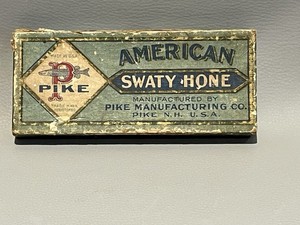 P
PIKE
AMERICAN
SWATY HONE
MANUFACTURED BY
PIKE MANUFACTURING CO.
PIKE N.H. U.S.A.